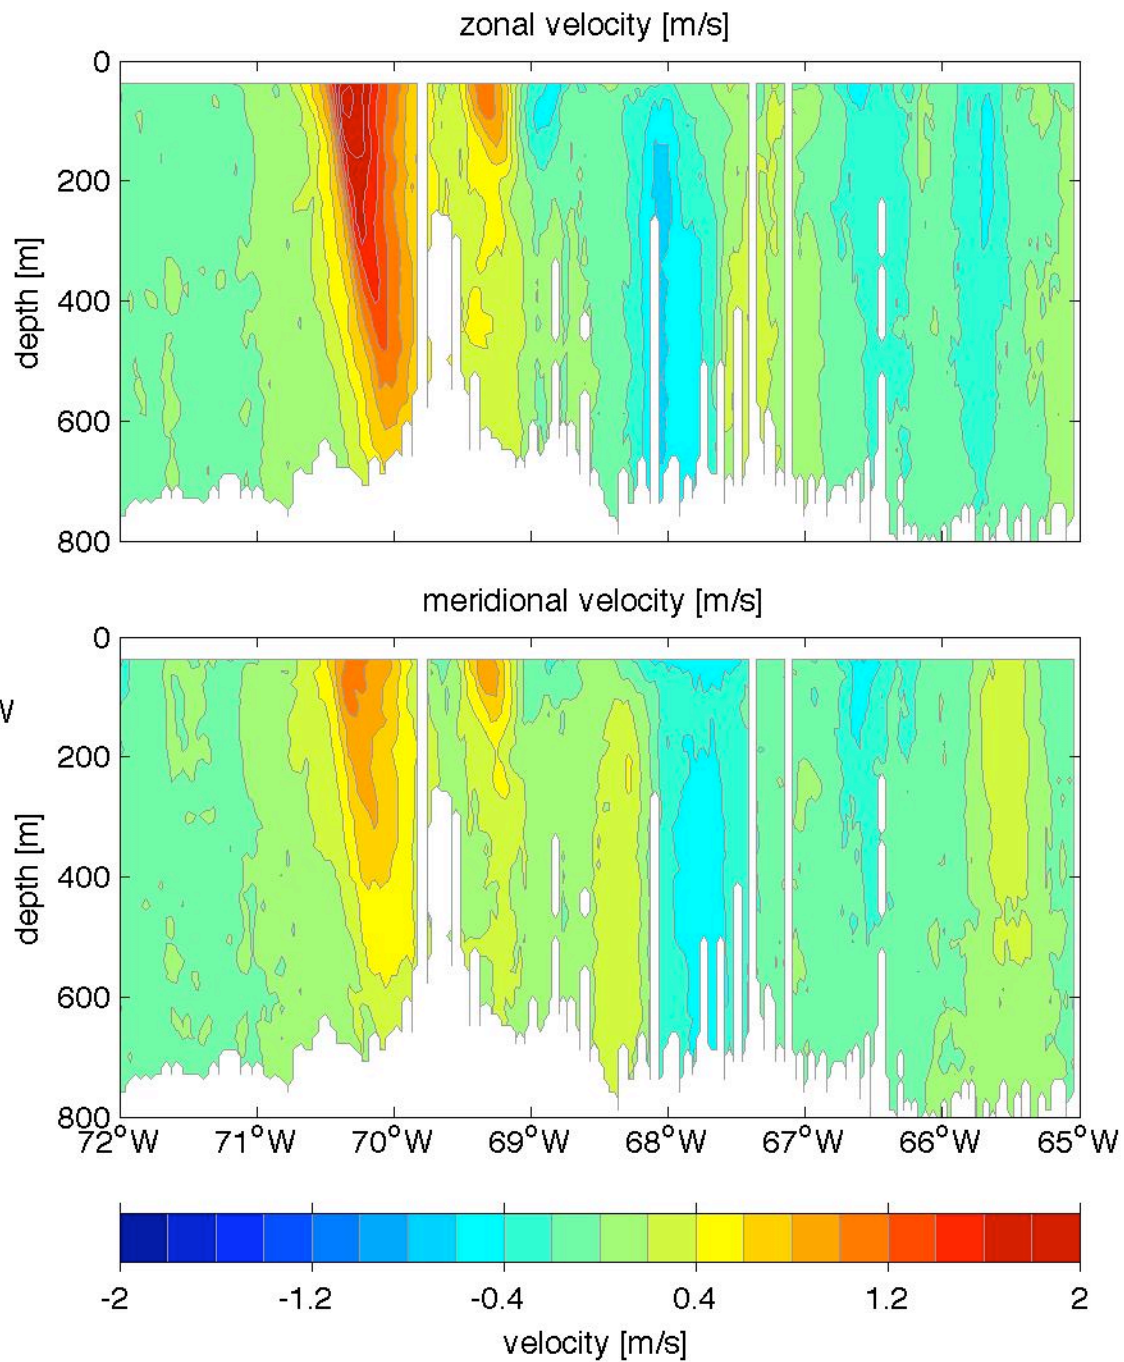 zonal velocity [m/s]
0
200
400
600
800
depth [m]
meridional velocity [m/s]
0
W
200
400
600
800
depth [m]
72°W 71°W 70°W 69°W 68°W 67°W 66°W 65°W
-2 -1.2 -0.4 0.4 1.2 2
velocity [m/s]